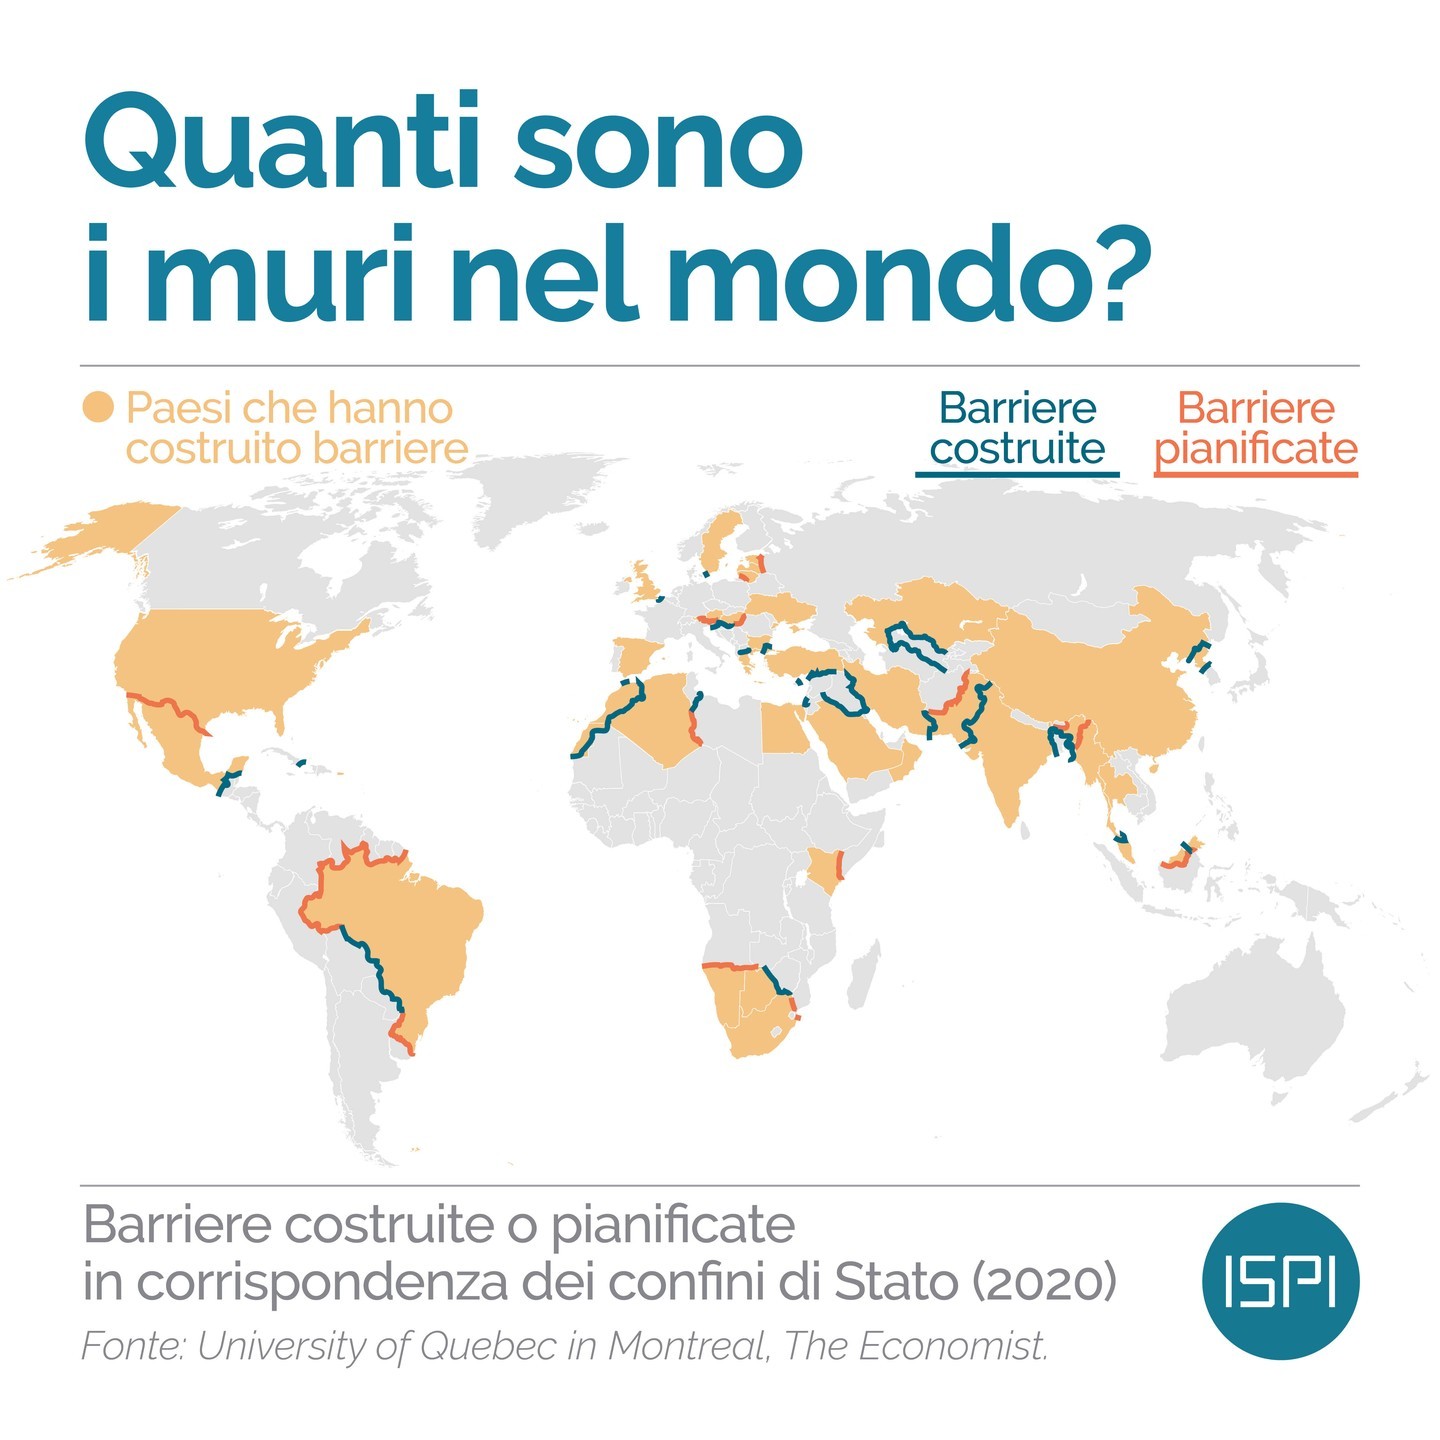 Quanti sono
i muri nel mondo?
Paesi che hanno
costruito barriere
Barriere
costruite
Barriere
pianificate
Barriere costruite o pianificate
in corrispondenza dei confini di Stato (2020)
Fonte: University of Quebec in Montreal, The Economist.
ISPI